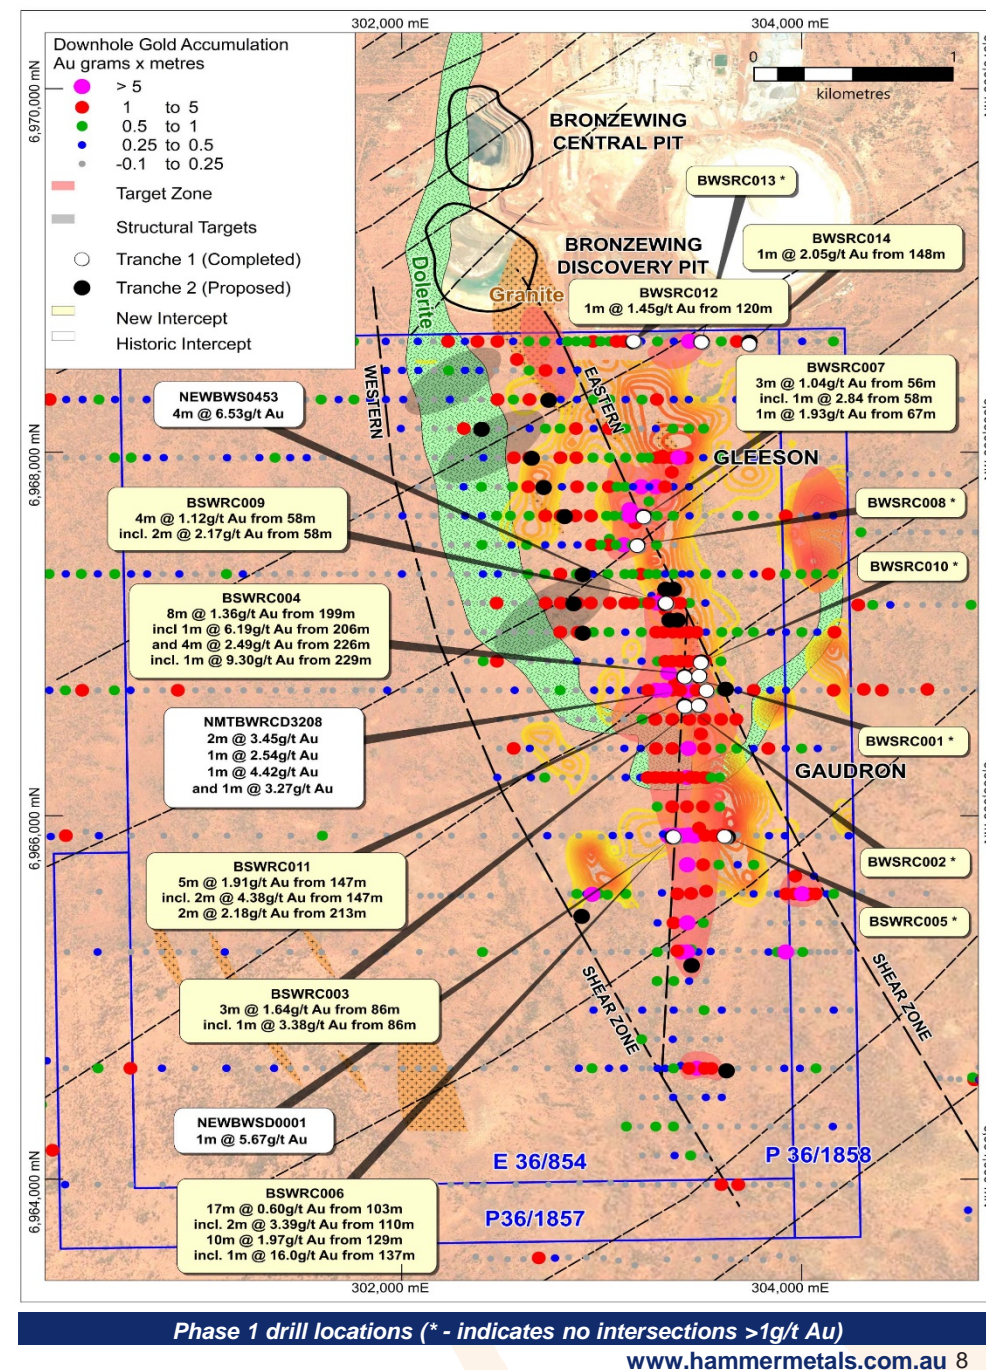 302,000 mE
304,000 mE
Downhole Gold Accumulation
Au grams x metres
> 5
1 to 5
0.5 to 1
0.25 to 0.5
-0.1 to 0.25
Target Zone
Structural Targets
Tranche 1 (Completed)
Tranche 2 (Proposed)
New Intercept
Historic Intercept
0 1
kilometres
6,970,000 mN
6,968,000 mN
6,966,000 mN
6,964,000 mN
BRONZEWING
CENTRAL PIT
BWSRC013 *
BWSRC014
1m @ 2.05g/t Au from 148m
BRONZEWING
DISCOVERY PIT
Dolerite
Granite
BWSRC012
1m @ 1.45g/t Au from 120m
WESTERN
EASTERN
NEWBWS0453
4m @ 6.53g/t Au
BWSRC007
3m @ 1.04g/t Au from 56m
incl. 1m @ 2.84 from 58m
1m @ 1.93g/t Au from 67m
GLEESON
BSWRC009
4m @ 1.12g/t Au from 58m
incl. 2m @ 2.17g/t Au from 58m
BWSRC008 *
BWSRC010 *
BSWRC004
8m @ 1.36g/t Au from 199m
incl 1m @ 6.19g/t Au from 206m
and 4m @ 2.49g/t Au from 226m
incl. 1m @ 9.30g/t Au from 229m
NMTBWRCD3208
2m @ 3.45g/t Au
1m @ 2.54g/t Au
1m @ 4.42g/t Au
and 1m @ 3.27g/t Au
BWSRC001 *
GAUDRON
BSWRC011
5m @ 1.91g/t Au from 147m
incl. 2m @ 4.38g/t Au from 147m
2m @ 2.18g/t Au from 213m
BWSRC002 *
BSWRC005 *
BSWRC003
3m @ 1.64g/t Au from 86m
incl. 1m @ 3.38g/t Au from 86m
SHEAR ZONE
SHEAR ZONE
NEWBWSD0001
1m @ 5.67g/t Au
E 36/854
P 36/1858
BSWRC006
17m @ 0.60g/t Au from 103m
incl. 2m @ 3.39g/t Au from 110m
10m @ 1.97g/t Au from 129m
incl. 1m @ 16.0g/t Au from 137m
P36/1857
302,000 mE
304,000 mE
Phase 1 drill locations (* - indicates no intersections >1g/t Au)
www.hammermetals.com.au 8